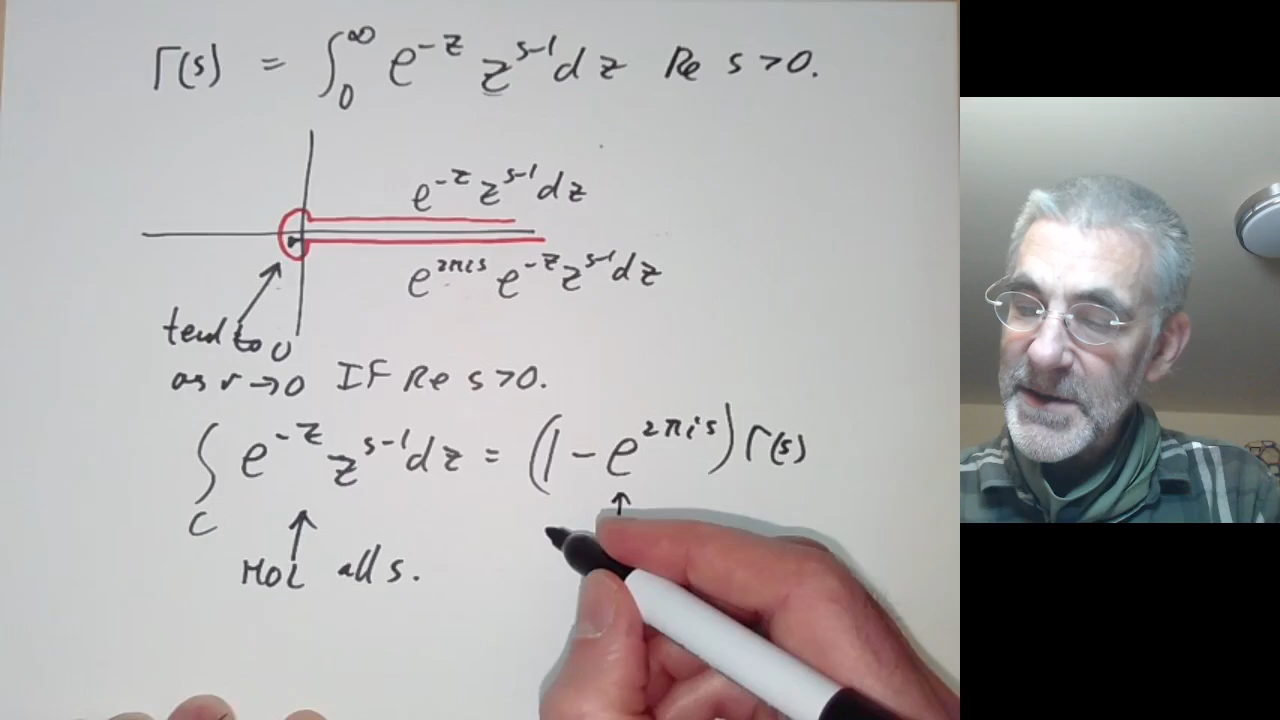 Γ(s) = ∫₀^∞ e^{-z} z^{s-1} dz Re s>0.
e^{-z} z^{s-1} dz
e^{2πis} e^{-z} z^{s-1} dz
tend to 0
as r→0 IF Re s>0.
∫_C e^{-z} z^{s-1} dz = (1 - e^{2πis}) Γ(s)
↑ ↑
HOL all s.